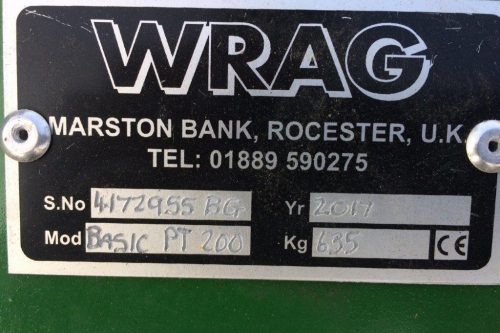 WRAG
MARSTON BANK, ROCESTER, U.K.
TEL: 01889 590275
S.No 4172955 BG Yr 2017
Mod BASIC PT 200 Kg 635 CE